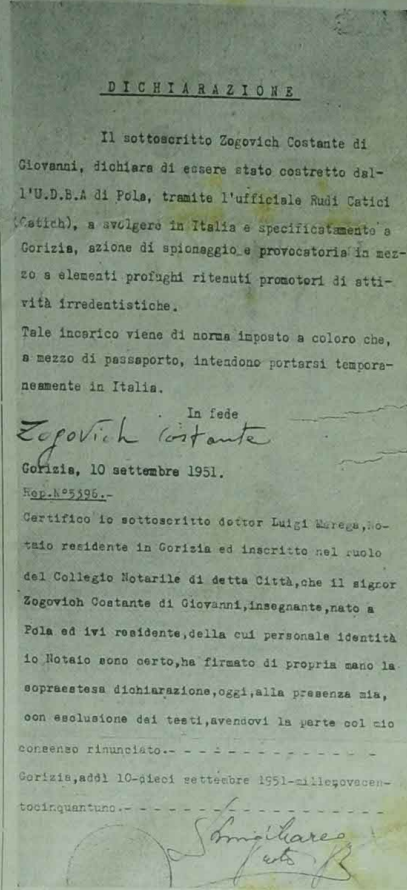 DICHIARAZIONE
Il sottoscritto Zogovich Costante di
Giovanni, dichiara di essere stato costretto dal-
l'U.D.B.A di Pola, tramite l'ufficiale Rudi Catici
(Catich), a svolgere in Italia e specificatamente a
Gorizia, azione di spionaggio e provocatoria in mez-
zo a elementi profughi ritenuti promotori di atti-
vità irredentistiche.
Tale incarico viene di norma imposto a coloro che,
a mezzo di passaporto, intendono portarsi tempora-
neamente in Italia.
In fede
Zogovich Costante
Gorizia, 10 settembre 1951.
Rep.N°5396.-
Certifico io sottoscritto dottor Luigi Marega,No-
taio residente in Gorizia ed inscritto nel ruolo
del Collegio Notarile di detta Città,che il signor
Zogovich Costante di Giovanni,insegnante,nato a
Pola ed ivi residente,della cui personale identità
io Notaio sono certo,ha firmato di propria mano la
sopraestesa dichiarazione,oggi,alla presenza mia,
con esclusione dei testi,avendovi la parte col mio
consenso rinunciato.- - - - - - - - - - - - - - -
Gorizia,addì 10-dieci settembre 1951-millenovecen-
tocinquantuno.- - - - - - - - - - - - - - - - - -